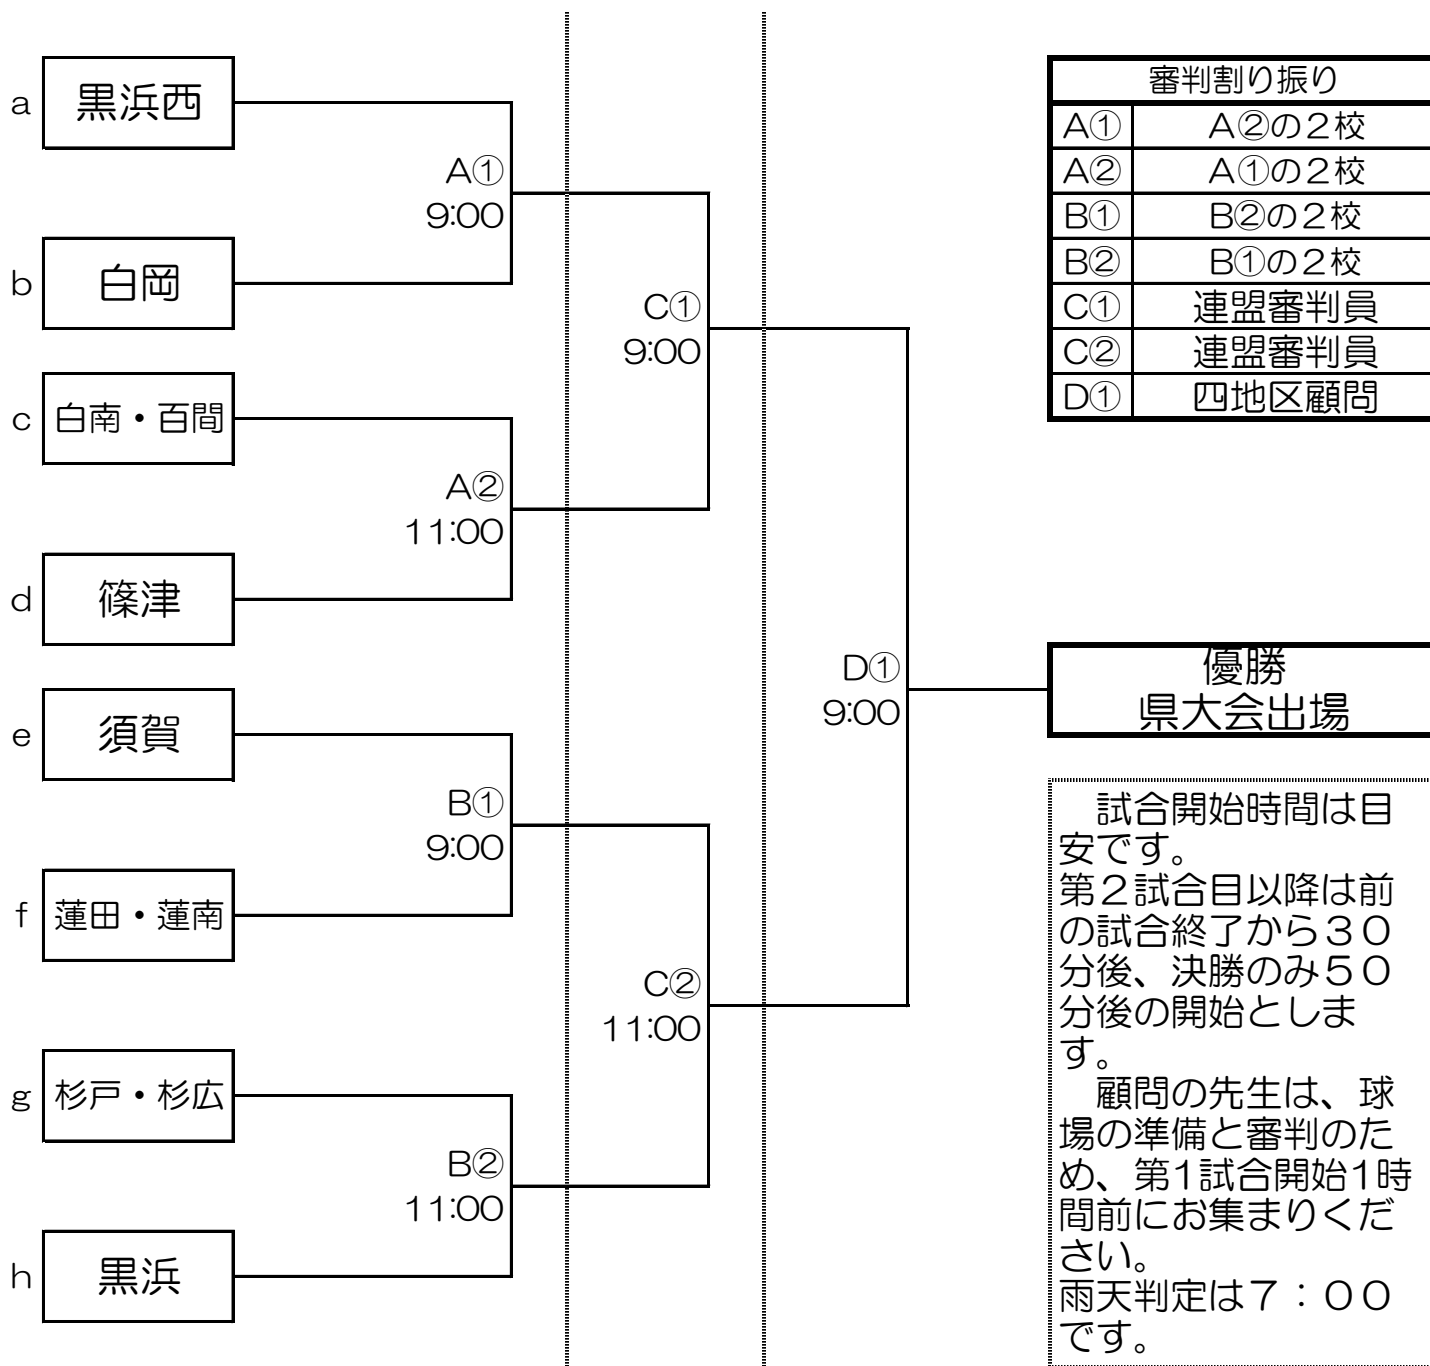 a 黒浜西
A①
9:00
b 白岡
C①
9:00
c 白南・百間
A②
11:00
d 篠津
D①
9:00
e 須賀
B①
9:00
f 蓮田・蓮南
C②
11:00
g 杉戸・杉広
B②
11:00
h 黒浜
審判割り振り
A① A②の2校
A② A①の2校
B① B②の2校
B② B①の2校
C① 連盟審判員
C② 連盟審判員
D① 四地区顧問
優勝
県大会出場
　試合開始時間は目
安です。
第２試合目以降は前
の試合終了から３０
分後、決勝のみ５０
分後の開始としま
す。
　顧問の先生は、球
場の準備と審判のた
め、第1試合開始1時
間前にお集まりくだ
さい。
雨天判定は７：００
です。